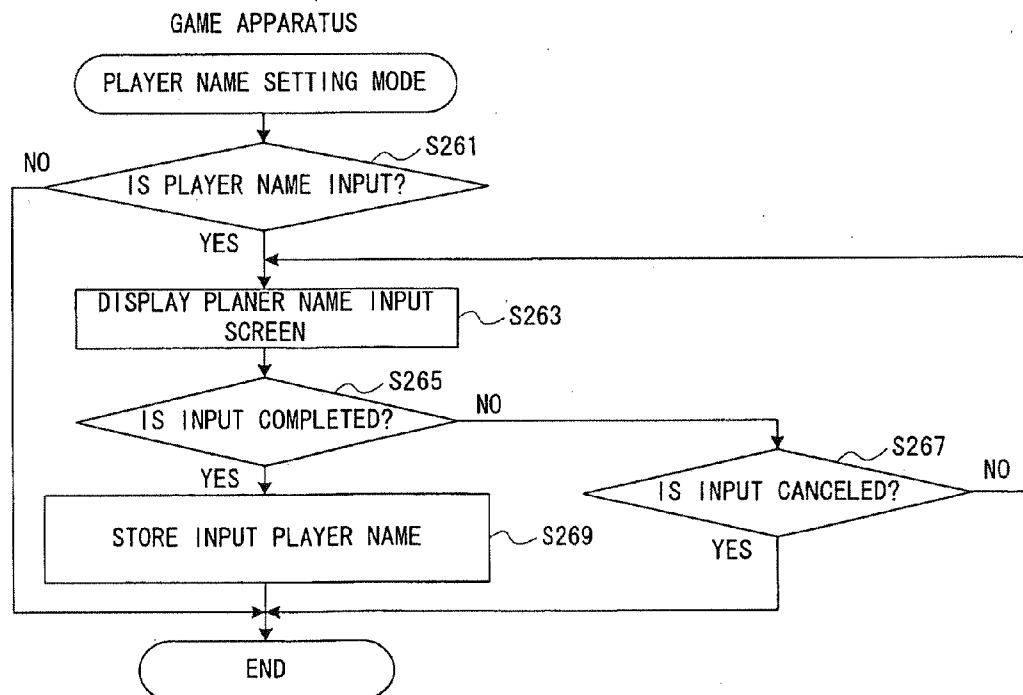 GAME APPARATUS
PLAYER NAME SETTING MODE
S261
NO
IS PLAYER NAME INPUT?
YES
DISPLAY PLANER NAME INPUT
SCREEN
S263
S265
IS INPUT COMPLETED?
NO
S267
YES
IS INPUT CANCELED?
NO
STORE INPUT PLAYER NAME
S269
YES
END